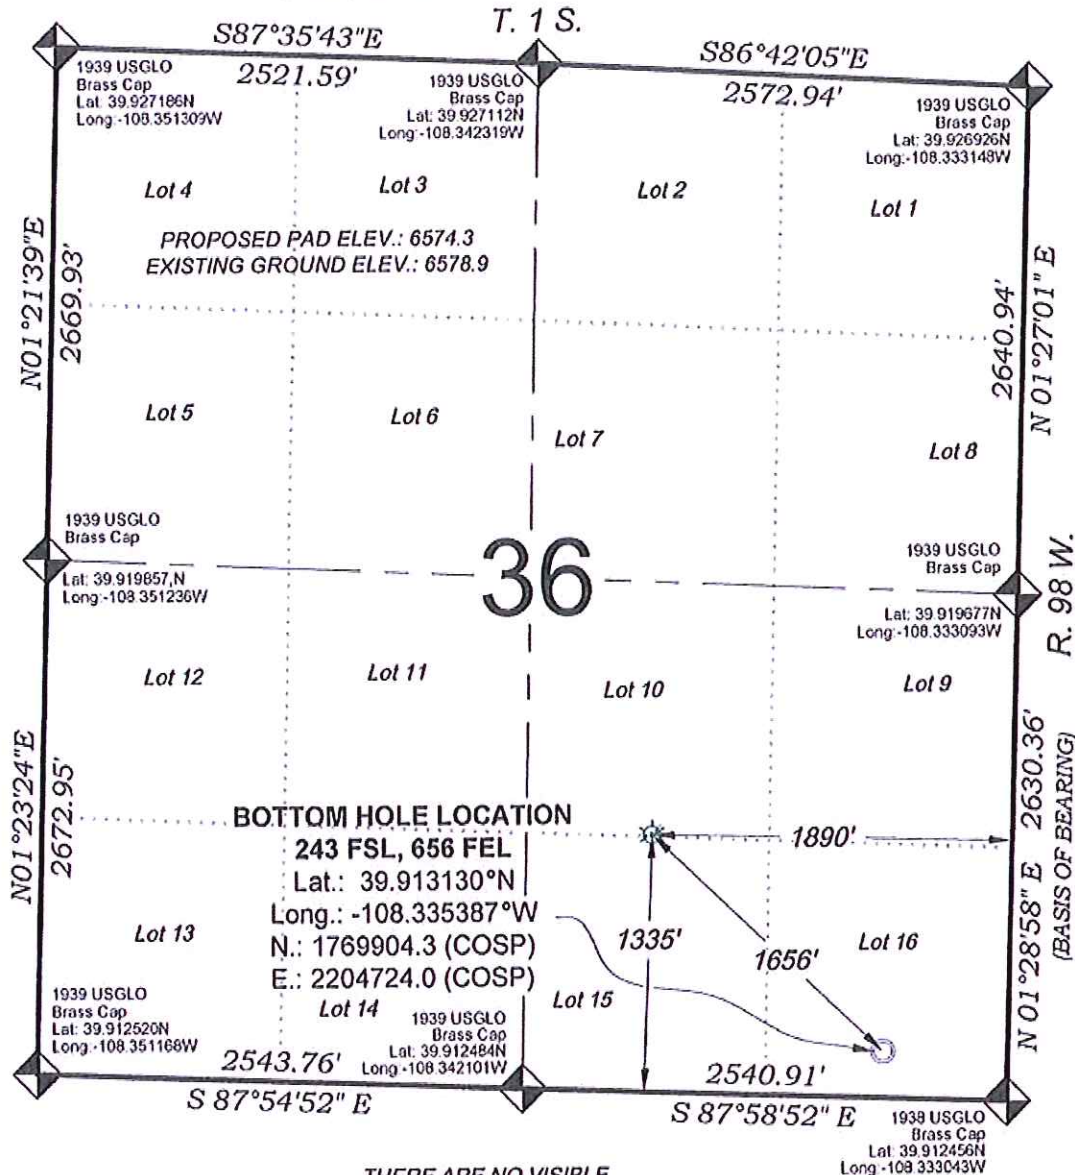 T. 1 S.
S87°35'43"E
2521.59'
S86°42'05"E
2572.94'
1939 USGLO
Brass Cap
Lat: 39.927186N
Long:-108.351309W
1939 USGLO
Brass Cap
Lat: 39.927112N
Long:-108.342319W
1939 USGLO
Brass Cap
Lat: 39.926926N
Long:-108.333148W
Lot 4
Lot 3
Lot 2
Lot 1
PROPOSED PAD ELEV.: 6574.3
EXISTING GROUND ELEV.: 6578.9
N01°21'39"E
2669.93'
2640.94'
N 01°27'01" E
Lot 5
Lot 6
Lot 7
Lot 8
1939 USGLO
Brass Cap
Lat: 39.919857,N
Long:-108.351236W
36
1939 USGLO
Brass Cap
Lat: 39.919677N
Long:-108.333093W
R. 98 W.
Lot 12
Lot 11
Lot 10
Lot 9
N01°23'24"E
2672.95'
2630.36'
N 01°28'58" E
(BASIS OF BEARING)
BOTTOM HOLE LOCATION
243 FSL, 656 FEL
Lat.: 39.913130°N
Long.: -108.335387°W
N.: 1769904.3 (COSP)
E.: 2204724.0 (COSP)
1890'
1335'
1656'
Lot 13
Lot 14
Lot 15
Lot 16
1939 USGLO
Brass Cap
Lat: 39.912520N
Long:-108.351168W
1939 USGLO
Brass Cap
Lat: 39.912484N
Long:-108.342101W
2543.76'
S 87°54'52" E
2540.91'
S 87°58'52" E
1938 USGLO
Brass Cap
Lat: 39.912456N
Long:-108.333043W
THERE ARE NO VISIBLE